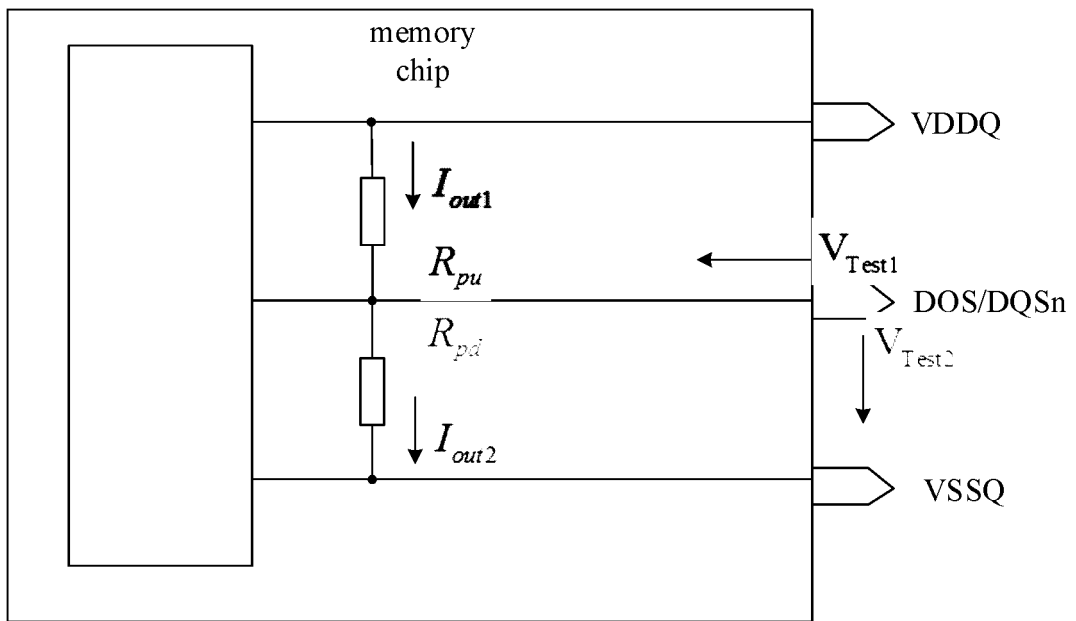 memory
chip
VDDQ
Iout1
VTest1
Rpu
DOS/DQSn
Rpd
VTest2
Iout2
VSSQ